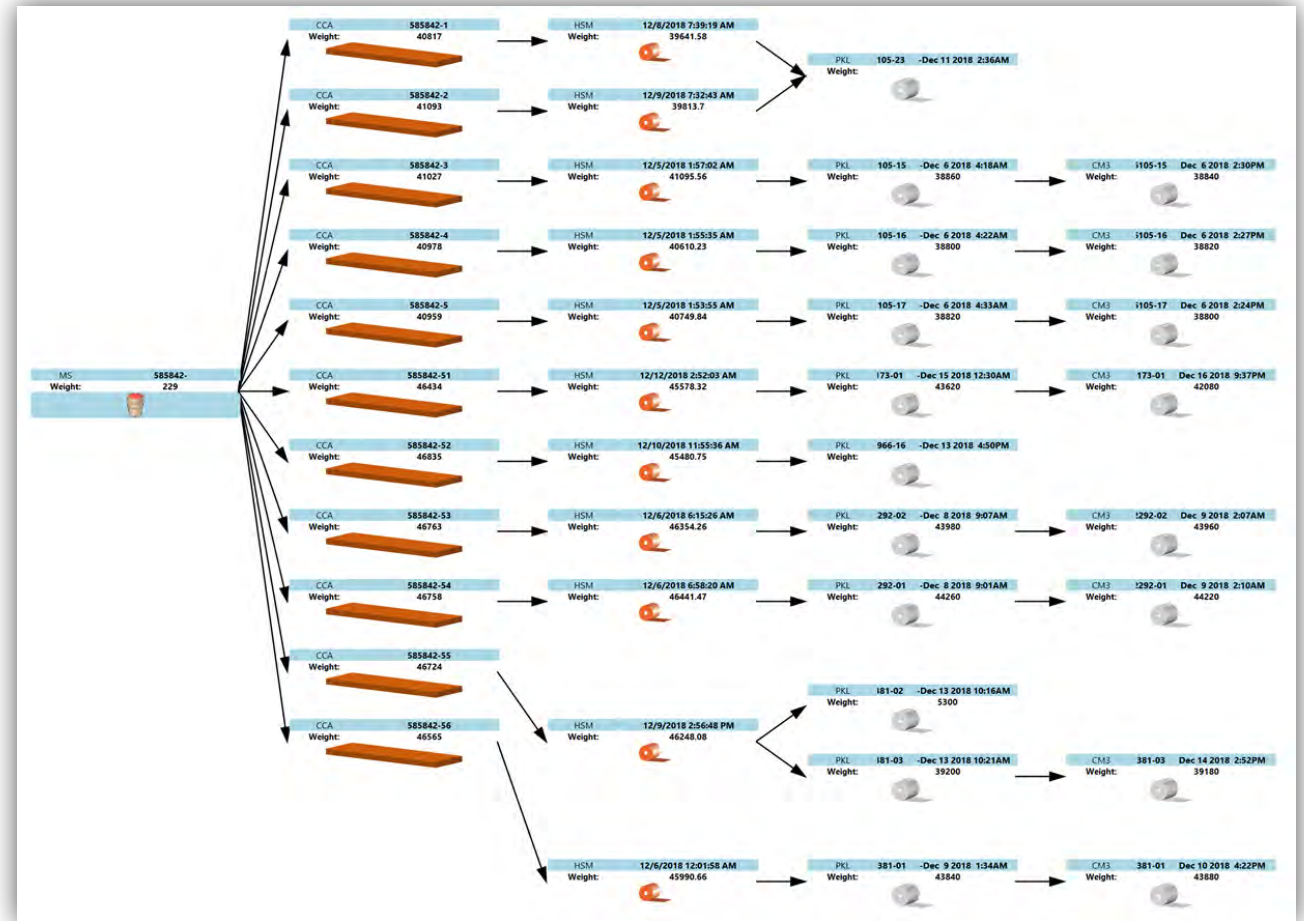 CCA 585842-1
Weight: 40817
HSM 12/8/2018 7:39:19 AM
Weight: 39641.58
PKL 105-23 -Dec 11 2018 2:36AM
Weight:
CCA 585842-2
Weight: 41093
HSM 12/9/2018 7:32:43 AM
Weight: 39813.7
CCA 585842-3
Weight: 41027
HSM 12/5/2018 1:57:02 AM
Weight: 41095.56
PKL 105-15 -Dec 6 2018 4:18AM
Weight: 38860
CM3 105-15 Dec 6 2018 2:30PM
Weight: 38840
CCA 585842-4
Weight: 40978
HSM 12/5/2018 1:55:35 AM
Weight: 40610.23
PKL 105-16 -Dec 6 2018 4:22AM
Weight: 38800
CM3 105-16 Dec 6 2018 2:27PM
Weight: 38820
CCA 585842-5
Weight: 40959
HSM 12/5/2018 1:53:55 AM
Weight: 40749.84
PKL 105-17 -Dec 6 2018 4:33AM
Weight: 38820
CM3 105-17 Dec 6 2018 2:24PM
Weight: 38800
MS 585842-
Weight: 229
CCA 585842-51
Weight: 46434
HSM 12/12/2018 2:52:03 AM
Weight: 45578.32
PKL 173-01 -Dec 15 2018 12:30AM
Weight: 43620
CM3 173-01 Dec 16 2018 9:37PM
Weight: 42080
CCA 585842-52
Weight: 46835
HSM 12/10/2018 11:55:36 AM
Weight: 45480.75
PKL 966-16 -Dec 13 2018 4:50PM
Weight:
CCA 585842-53
Weight: 46763
HSM 12/6/2018 6:15:26 AM
Weight: 46354.26
PKL 292-02 -Dec 8 2018 9:07AM
Weight: 43980
CM3 292-02 Dec 9 2018 2:07AM
Weight: 43960
CCA 585842-54
Weight: 46758
HSM 12/6/2018 6:58:20 AM
Weight: 46441.47
PKL 292-01 -Dec 8 2018 9:01AM
Weight: 44260
CM3 292-01 Dec 9 2018 2:10AM
Weight: 44220
CCA 585842-55
Weight: 46724
PKL 381-02 -Dec 13 2018 10:16AM
Weight: 5300
CCA 585842-56
Weight: 46565
HSM 12/9/2018 2:56:48 PM
Weight: 46248.08
PKL 381-03 -Dec 13 2018 10:21AM
Weight: 39200
CM3 381-03 Dec 14 2018 2:52PM
Weight: 39180
HSM 12/6/2018 12:01:58 AM
Weight: 45990.66
PKL 381-01 -Dec 9 2018 1:34AM
Weight: 43840
CM3 381-01 Dec 10 2018 4:22PM
Weight: 43880